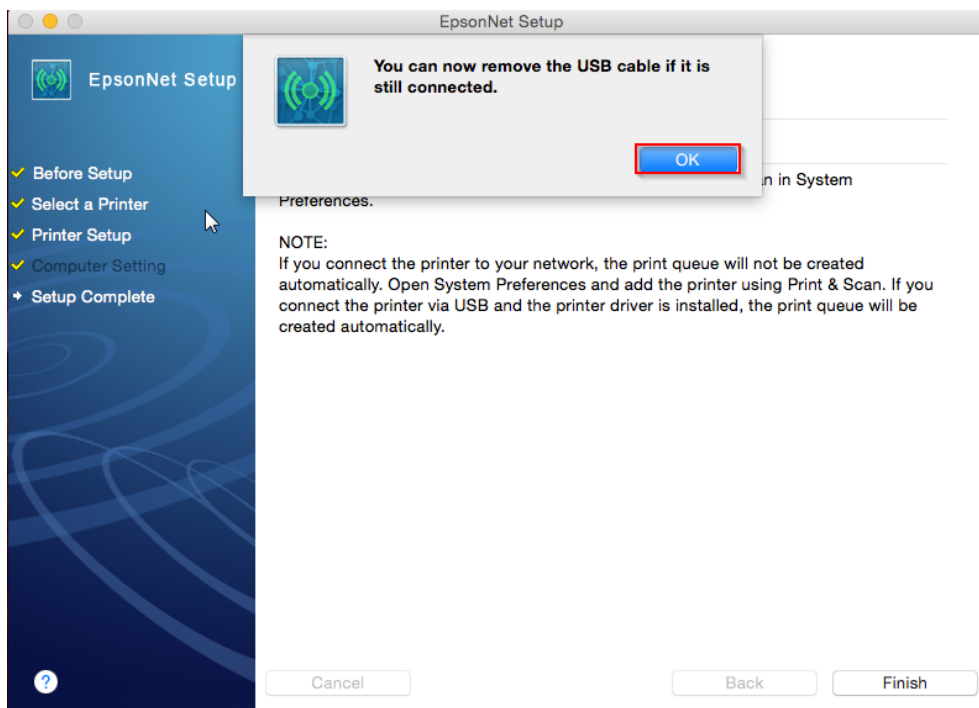 EpsonNet Setup
EpsonNet Setup
You can now remove the USB cable if it is
still connected.
OK
Before Setup
Select a Printer
Printer Setup
Computer Setting
Setup Complete
in System
Preferences.
NOTE:
If you connect the printer to your network, the print queue will not be created
automatically. Open System Preferences and add the printer using Print & Scan. If you
connect the printer via USB and the printer driver is installed, the print queue will be
created automatically.
?
Cancel
Back
Finish